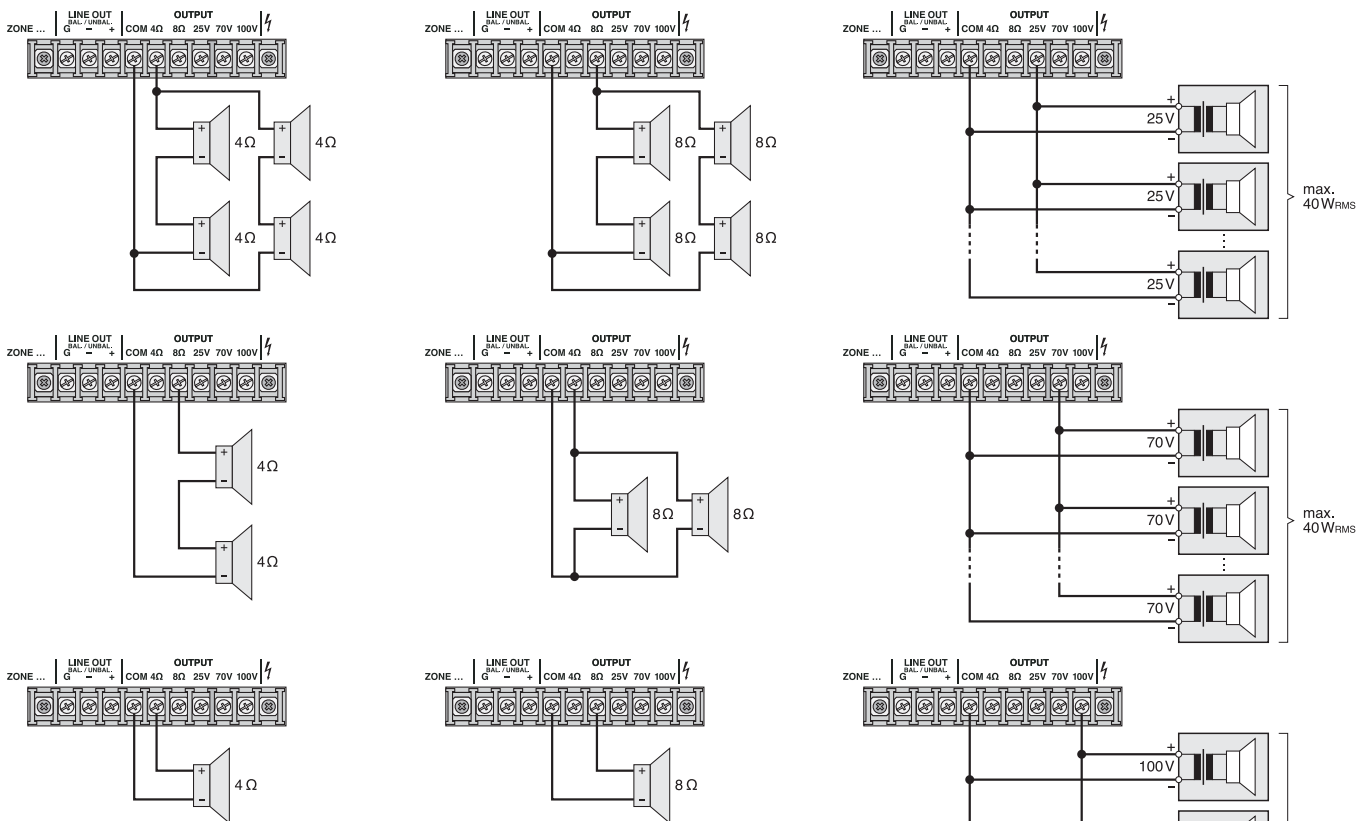 LINE OUT OUTPUT
BAL. / UNBAL.
ZONE ... G − + COM 4Ω 8Ω 25V 70V 100V
+ 4Ω + 4Ω
−  −
+ 4Ω + 4Ω
−  −
LINE OUT OUTPUT
BAL. / UNBAL.
ZONE ... G − + COM 4Ω 8Ω 25V 70V 100V
+ 8Ω + 8Ω
−  −
+ 8Ω + 8Ω
−  −
LINE OUT OUTPUT
BAL. / UNBAL.
ZONE ... G − + COM 4Ω 8Ω 25V 70V 100V
+
25V
−
+
25V
−
+
25V
−
max.
40WRMS
LINE OUT OUTPUT
BAL. / UNBAL.
ZONE ... G − + COM 4Ω 8Ω 25V 70V 100V
+
4Ω
−
+
4Ω
−
LINE OUT OUTPUT
BAL. / UNBAL.
ZONE ... G − + COM 4Ω 8Ω 25V 70V 100V
+ +
8Ω 8Ω
− −
LINE OUT OUTPUT
BAL. / UNBAL.
ZONE ... G − + COM 4Ω 8Ω 25V 70V 100V
+
70V
−
+
70V
−
+
70V
−
max.
40WRMS
LINE OUT OUTPUT
BAL. / UNBAL.
ZONE ... G − + COM 4Ω 8Ω 25V 70V 100V
+
4Ω
−
LINE OUT OUTPUT
BAL. / UNBAL.
ZONE ... G − + COM 4Ω 8Ω 25V 70V 100V
+
8Ω
−
LINE OUT OUTPUT
BAL. / UNBAL.
ZONE ... G − + COM 4Ω 8Ω 25V 70V 100V
+
100V
−